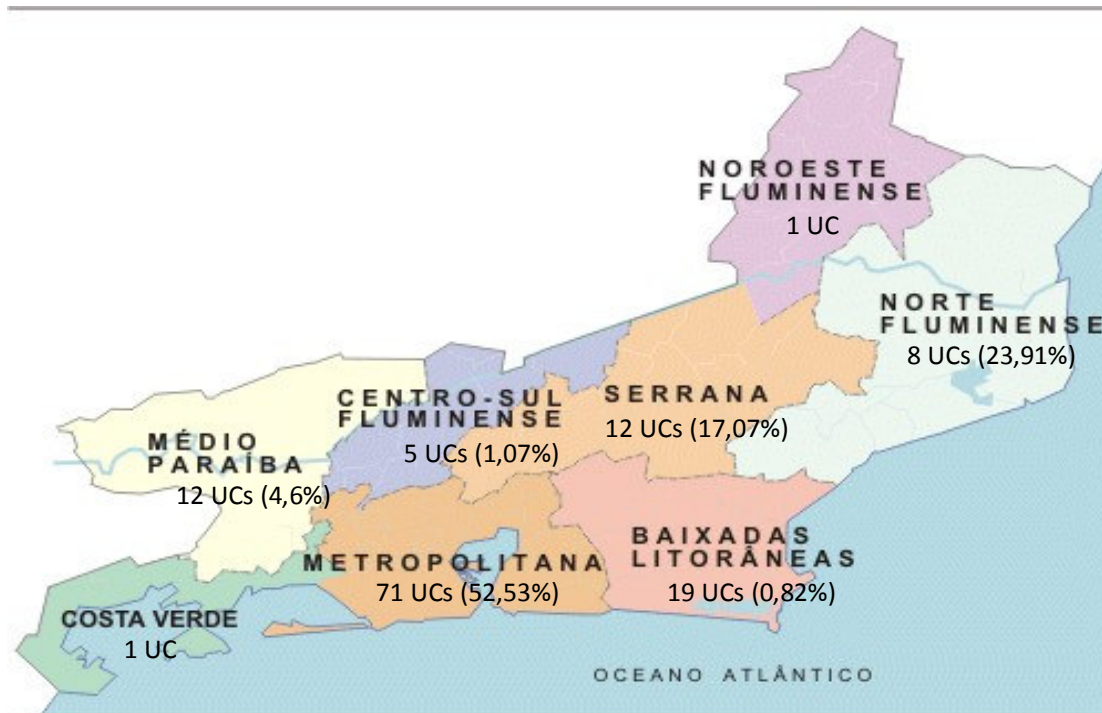 NOROESTE
FLUMINENSE
1 UC
NORTE
FLUMINENSE
8 UCs (23,91%)
SERRANA
12 UCs (17,07%)
CENTRO-SUL
FLUMINENSE
5 UCs (1,07%)
MÉDIO
PARAÍBA
12 UCs (4,6%)
BAIXADAS
LITORÂNEAS
19 UCs (0,82%)
METROPOLITANA
71 UCs (52,53%)
COSTA VERDE
1 UC
OCEANO ATLÂNTICO